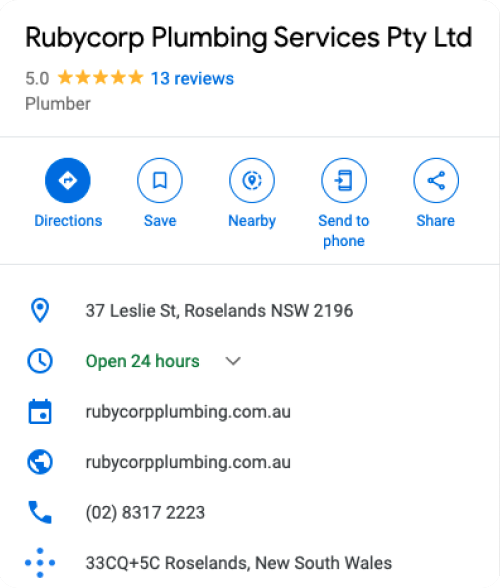 Rubycorp Plumbing Services Pty Ltd
5.0 13 reviews
Plumber
Directions Save Nearby Send to phone Share
37 Leslie St, Roselands NSW 2196
Open 24 hours
rubycorpplumbing.com.au
rubycorpplumbing.com.au
(02) 8317 2223
33CQ+5C Roselands, New South Wales